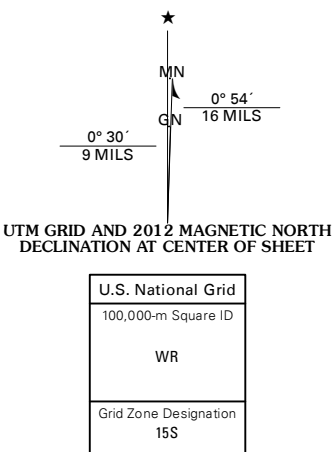 ★
MN
0° 54´
16 MILS
GN
0° 30´
9 MILS
UTM GRID AND 2012 MAGNETIC NORTH
DECLINATION AT CENTER OF SHEET
U.S. National Grid
100,000-m Square ID
WR
Grid Zone Designation
15S